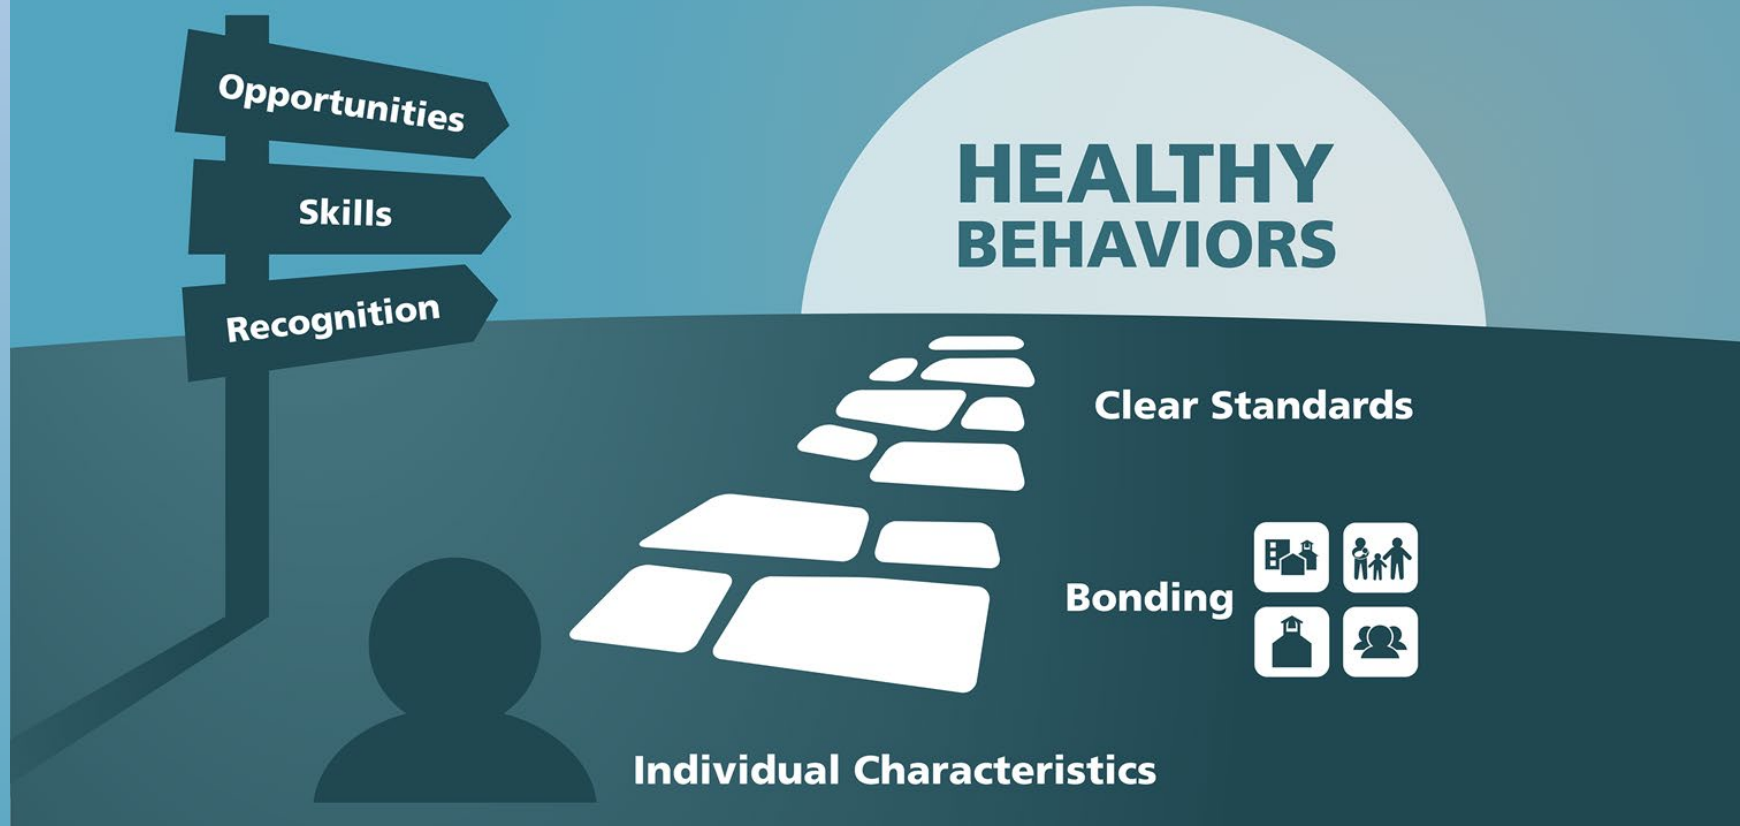 Opportunities
Skills
Recognition
HEALTHY
BEHAVIORS
Clear Standards
Bonding
Individual Characteristics